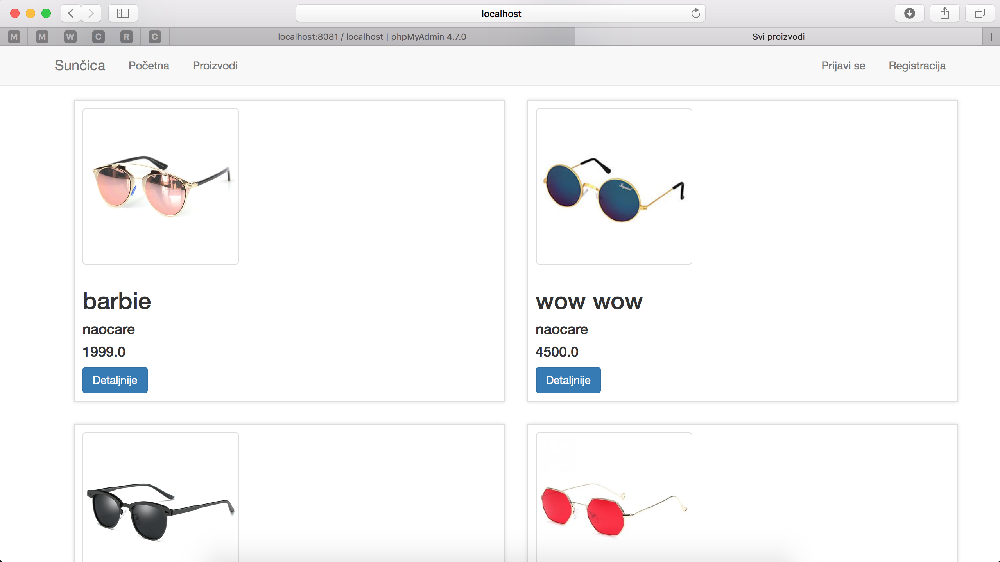 localhost
M M W C R C localhost:8081 / localhost | phpMyAdmin 4.7.0 Svi proizvodi
Sunčica Početna Proizvodi Prijavi se Registracija
barbie
naocare
1999.0
Detaljnije
wow wow
naocare
4500.0
Detaljnije